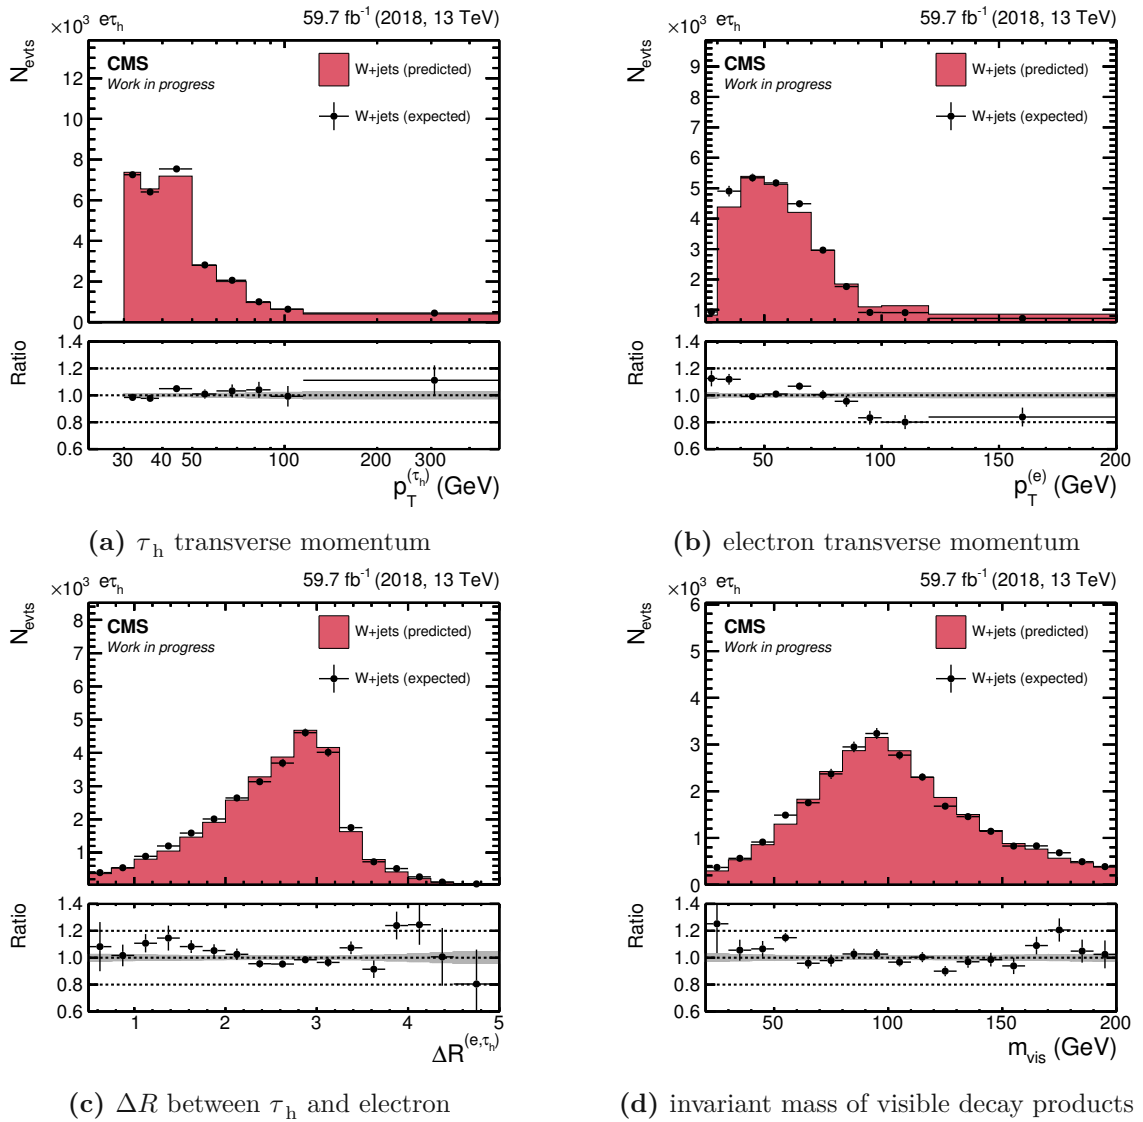 ×10³ eτh 59.7 fb⁻¹ (2018, 13 TeV)
N_evts
CMS
Work in progress
W+jets (predicted)
W+jets (expected)
12
10
8
6
4
2
0
Ratio
1.4
1.2
1.0
0.8
0.6
30 40 50 100 200 300
p_T^(τh) (GeV)
(a) τh transverse momentum
×10³ eτh 59.7 fb⁻¹ (2018, 13 TeV)
N_evts
CMS
Work in progress
W+jets (predicted)
W+jets (expected)
9
8
7
6
5
4
3
2
1
Ratio
1.4
1.2
1.0
0.8
0.6
50 100 150 200
p_T^(e) (GeV)
(b) electron transverse momentum
×10³ eτh 59.7 fb⁻¹ (2018, 13 TeV)
N_evts
CMS
Work in progress
W+jets (predicted)
W+jets (expected)
8
7
6
5
4
3
2
1
Ratio
1.4
1.2
1.0
0.8
0.6
1 2 3 4 5
ΔR^(e,τh)
(c) ΔR between τh and electron
×10³ eτh 59.7 fb⁻¹ (2018, 13 TeV)
N_evts
CMS
Work in progress
W+jets (predicted)
W+jets (expected)
6
5
4
3
2
1
0
Ratio
1.4
1.2
1.0
0.8
0.6
50 100 150 200
m_vis (GeV)
(d) invariant mass of visible decay products